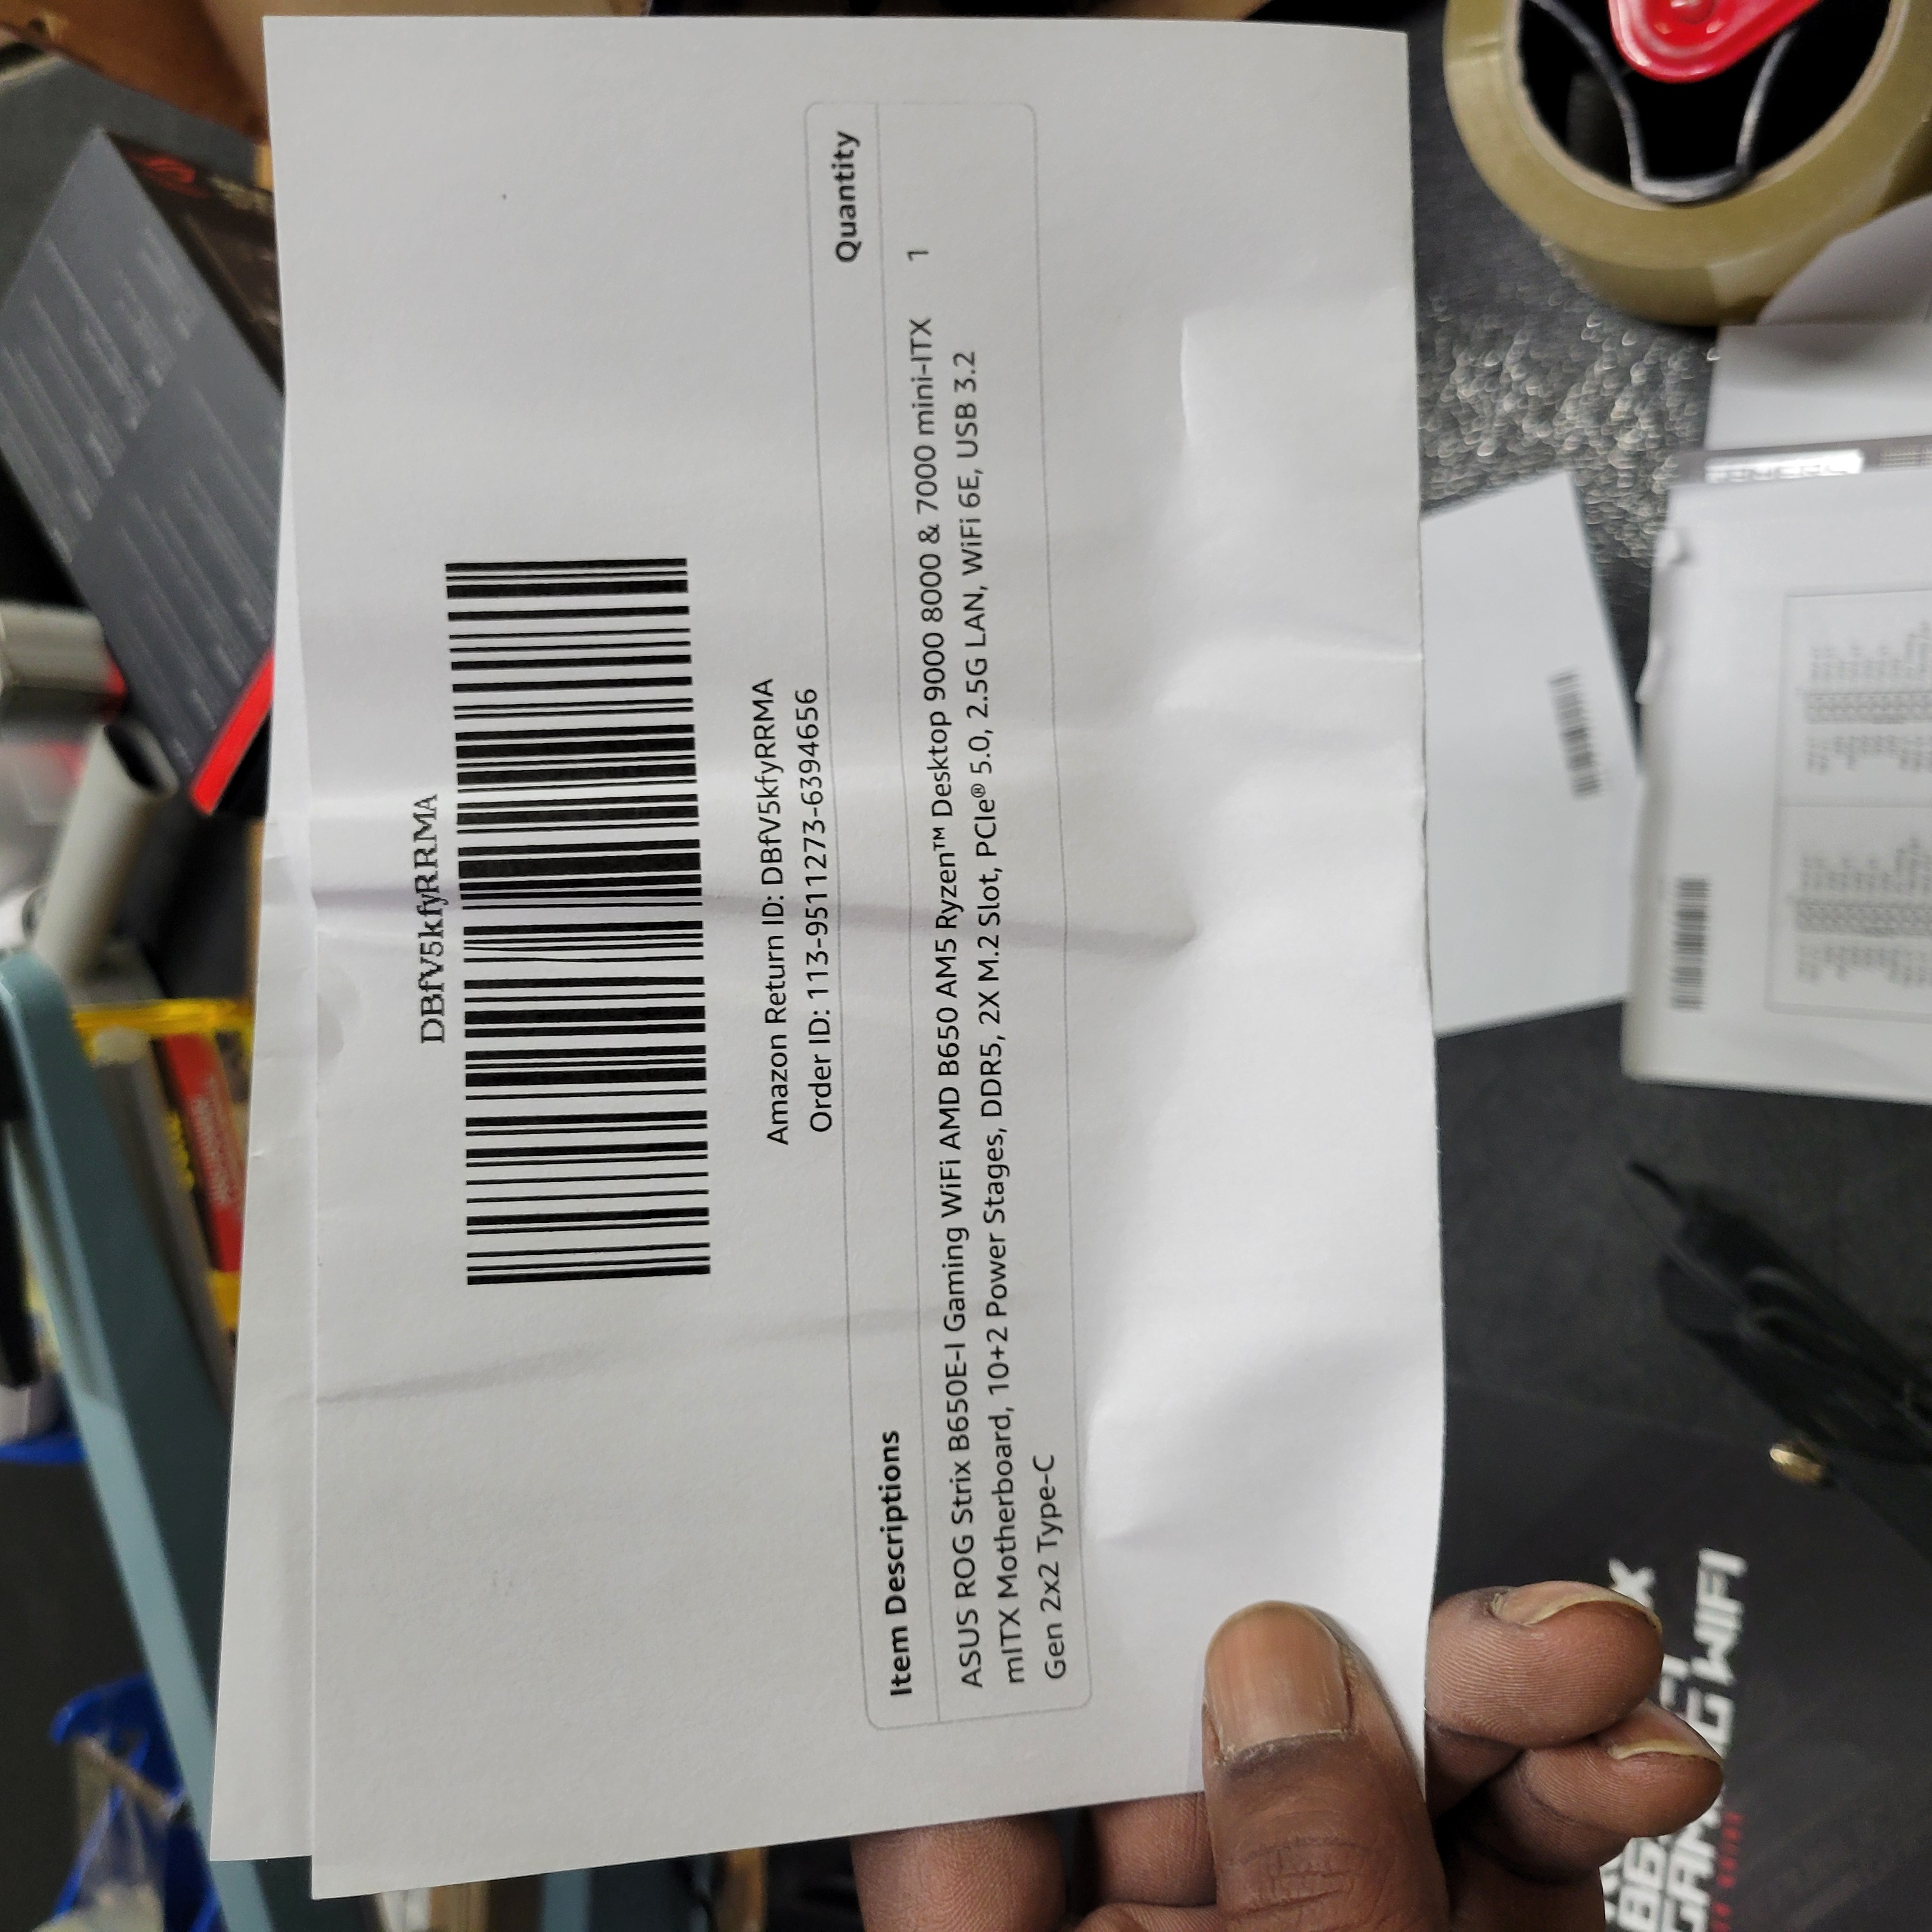 DBfV5kfyRRMA
Amazon Return ID: DBfV5kfyRRMA
Order ID: 113-9511273-6394656
Item Descriptions Quantity
ASUS ROG Strix B650E-I Gaming WiFi AMD B650 AM5 Ryzen™ Desktop 9000 8000 & 7000 mini-ITX 1
mITX Motherboard, 10+2 Power Stages, DDR5, 2X M.2 Slot, PCIe® 5.0, 2.5G LAN, WiFi 6E, USB 3.2
Gen 2x2 Type-C
GAMING WIFI